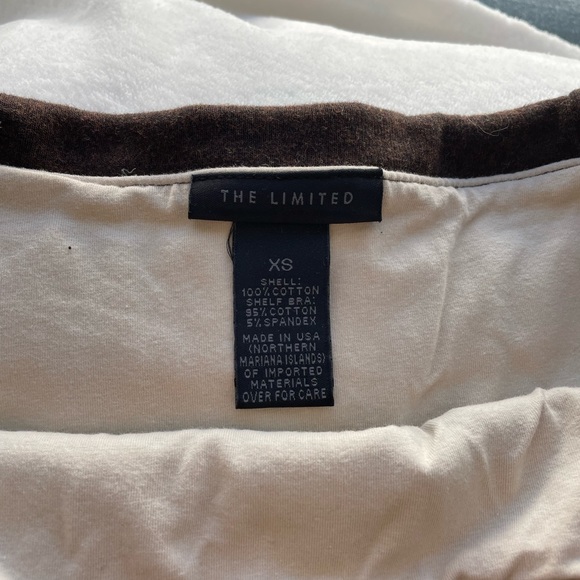 THE LIMITED
XS
SHELL:
100% COTTON
SHELF BRA:
95% COTTON
5% SPANDEX
MADE IN USA
(NORTHERN
MARIANA ISLANDS)
OF IMPORTED
MATERIALS
OVER FOR CARE